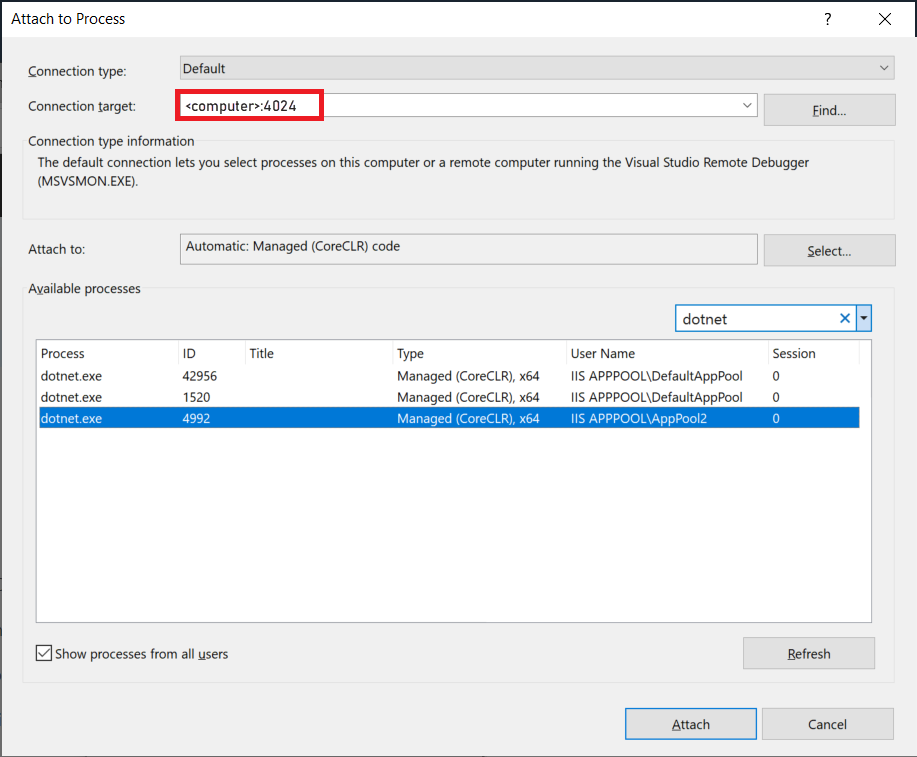 Attach to Process ?
Connection type: Default
Connection target: <computer>:4024 Find...
Connection type information
The default connection lets you select processes on this computer or a remote computer running the Visual Studio Remote Debugger
(MSVSMON.EXE).
Attach to: Automatic: Managed (CoreCLR) code Select...
Available processes
dotnet
Process ID Title Type User Name Session
dotnet.exe 42956 Managed (CoreCLR), x64 IIS APPPOOL\DefaultAppPool 0
dotnet.exe 1520 Managed (CoreCLR), x64 IIS APPPOOL\DefaultAppPool 0
dotnet.exe 4992 Managed (CoreCLR), x64 IIS APPPOOL\AppPool2 0
Show processes from all users Refresh
Attach Cancel